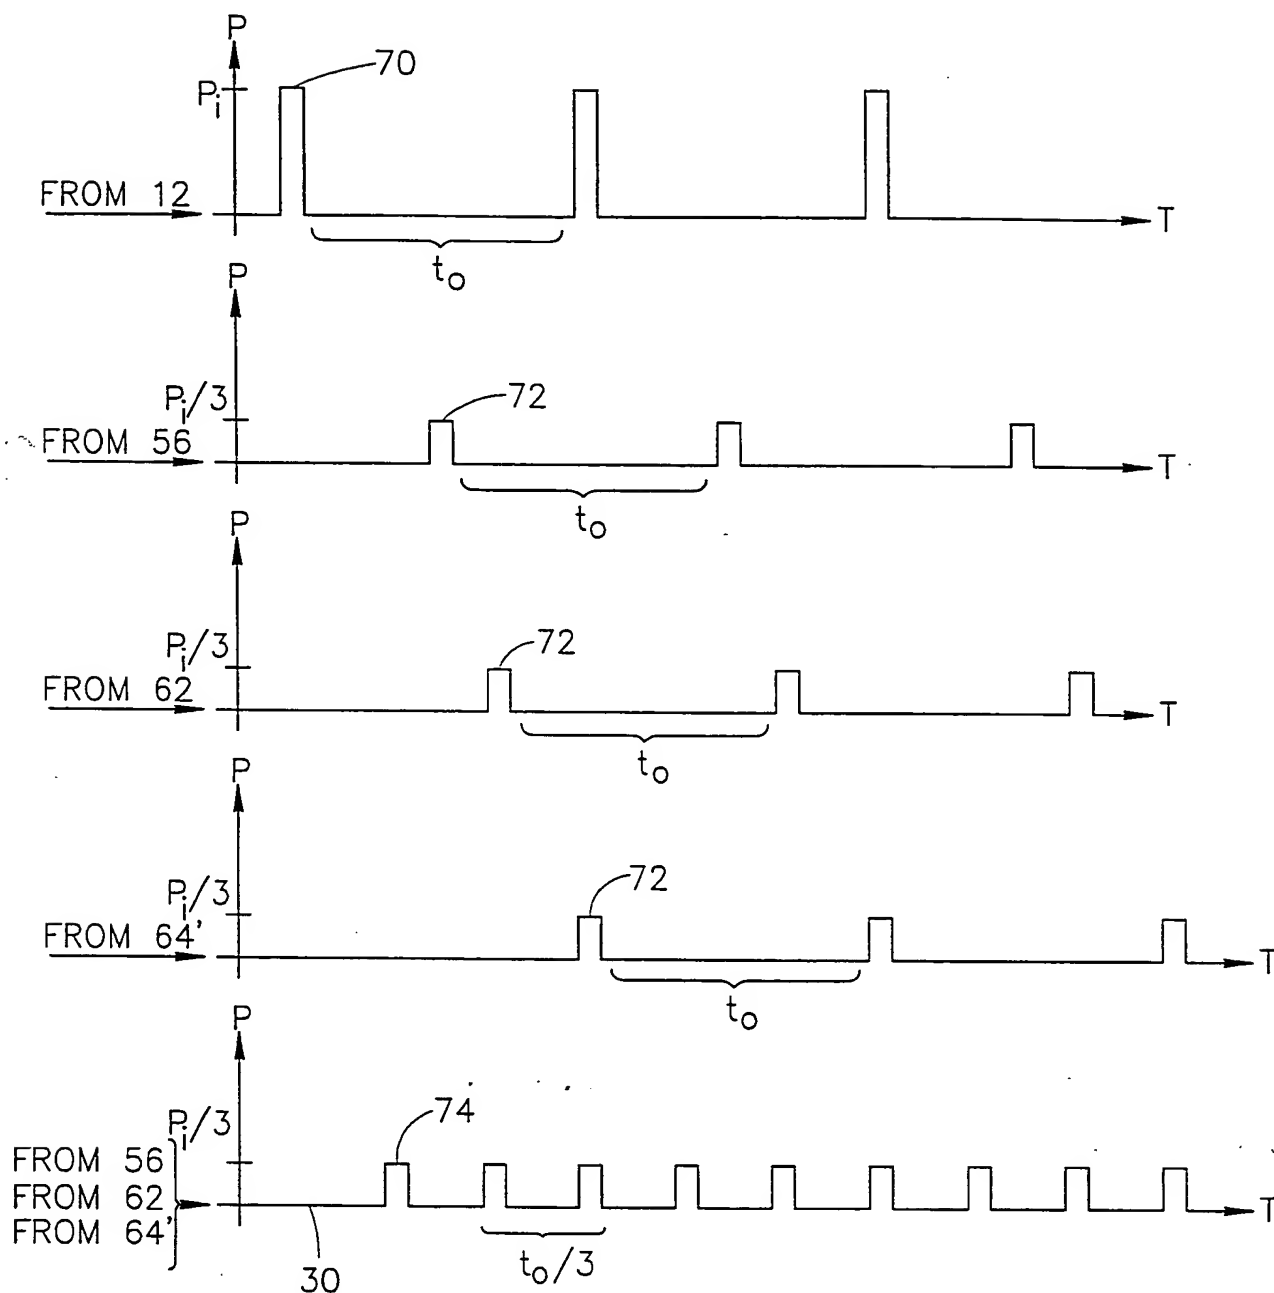 P
70
Pi
FROM 12
T
to
P
Pi/3
72
FROM 56
T
to
P
Pi/3
72
FROM 62
T
to
P
Pi/3
72
FROM 64'
T
to
P
Pi/3
74
FROM 56
FROM 62
FROM 64'
T
to/3
30